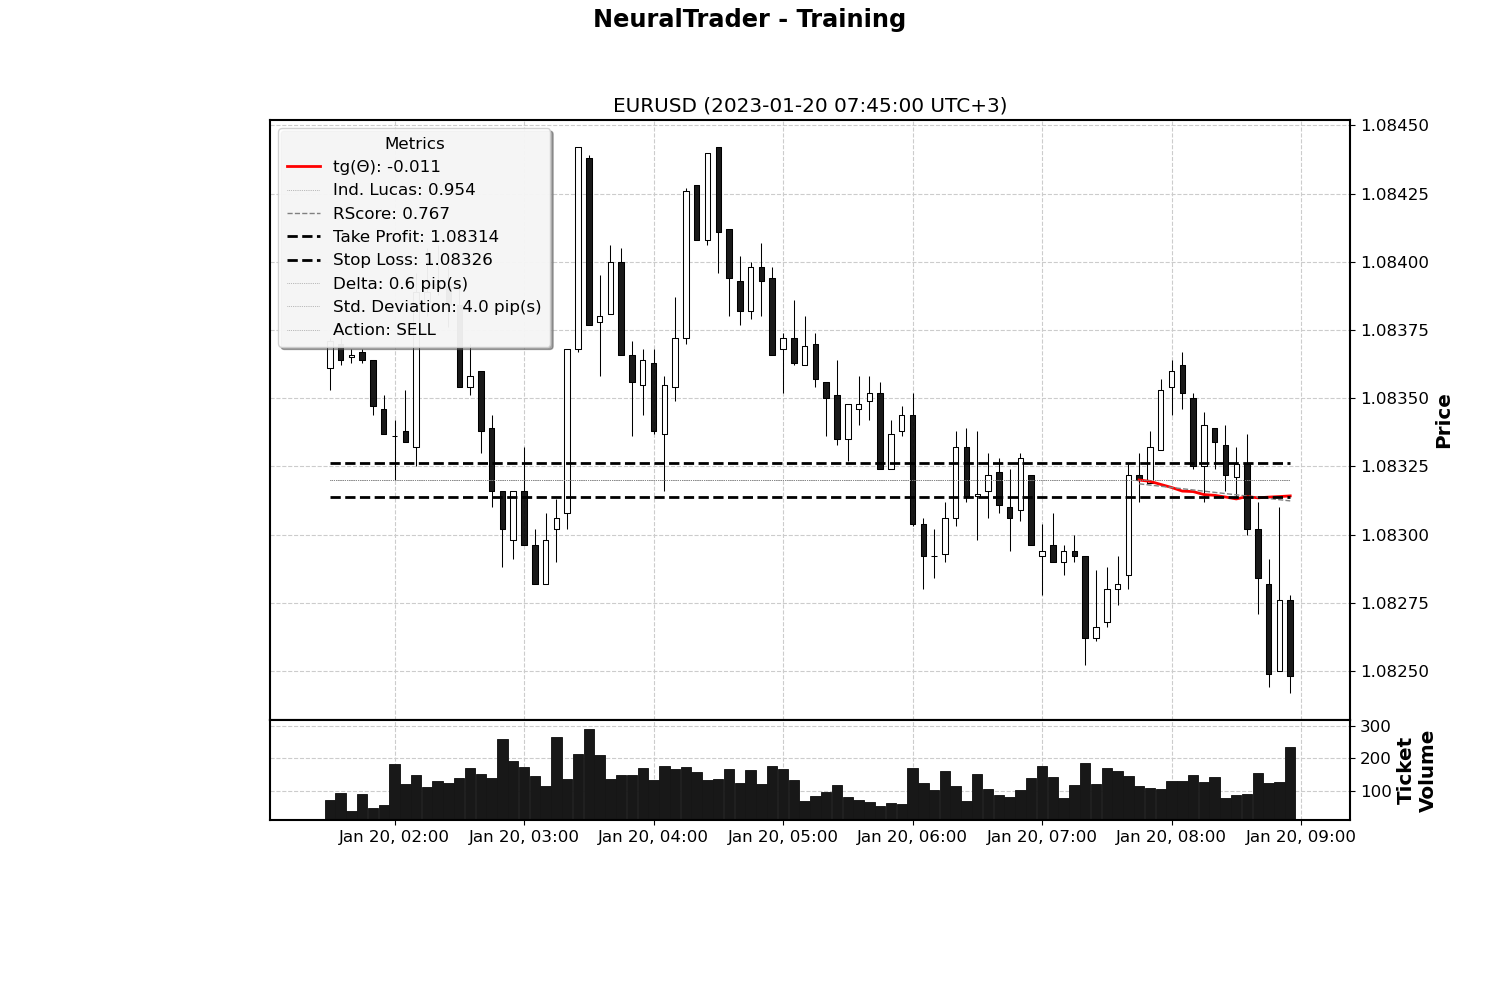 NeuralTrader - Training
EURUSD (2023-01-20 07:45:00 UTC+3)
Metrics
tg(Θ): -0.011
Ind. Lucas: 0.954
RScore: 0.767
Take Profit: 1.08314
Stop Loss: 1.08326
Delta: 0.6 pip(s)
Std. Deviation: 4.0 pip(s)
Action: SELL
1.08450
1.08425
1.08400
1.08375
1.08350
1.08325
1.08300
1.08275
1.08250
Price
300
200
100
Ticket
Volume
Jan 20, 02:00 Jan 20, 03:00 Jan 20, 04:00 Jan 20, 05:00 Jan 20, 06:00 Jan 20, 07:00 Jan 20, 08:00 Jan 20, 09:00